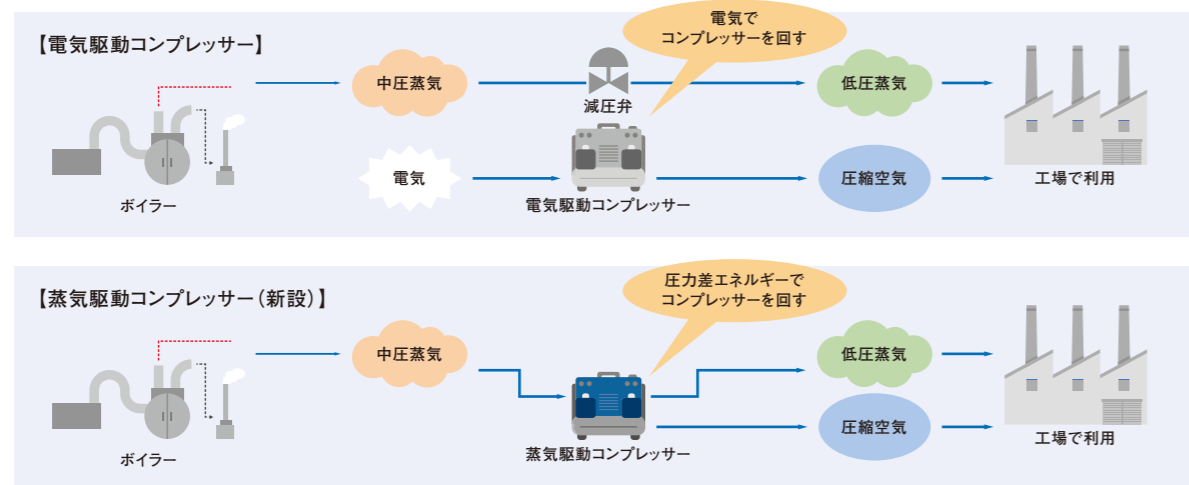 【電気駆動コンプレッサー】
電気で
コンプレッサーを回す
中圧蒸気
減圧弁
低圧蒸気
電気
電気駆動コンプレッサー
圧縮空気
ボイラー
工場で利用
【蒸気駆動コンプレッサー(新設)】
圧力差エネルギーで
コンプレッサーを回す
中圧蒸気
低圧蒸気
蒸気駆動コンプレッサー
圧縮空気
ボイラー
工場で利用